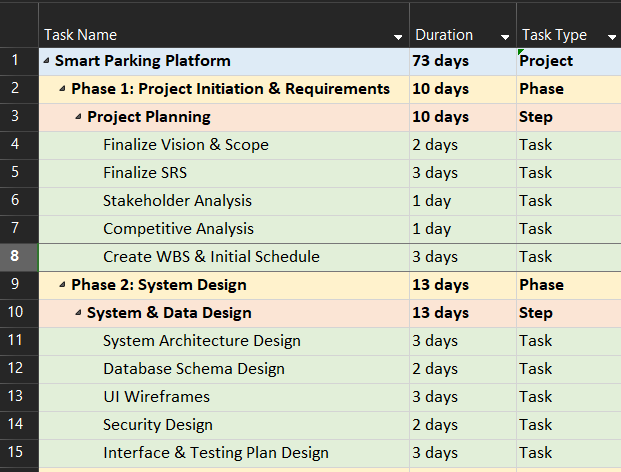 Task Name Duration Task Type
1 Smart Parking Platform 73 days Project
2 Phase 1: Project Initiation & Requirements 10 days Phase
3 Project Planning 10 days Step
4 Finalize Vision & Scope 2 days Task
5 Finalize SRS 3 days Task
6 Stakeholder Analysis 1 day Task
7 Competitive Analysis 1 day Task
8 Create WBS & Initial Schedule 3 days Task
9 Phase 2: System Design 13 days Phase
10 System & Data Design 13 days Step
11 System Architecture Design 3 days Task
12 Database Schema Design 2 days Task
13 UI Wireframes 3 days Task
14 Security Design 2 days Task
15 Interface & Testing Plan Design 3 days Task